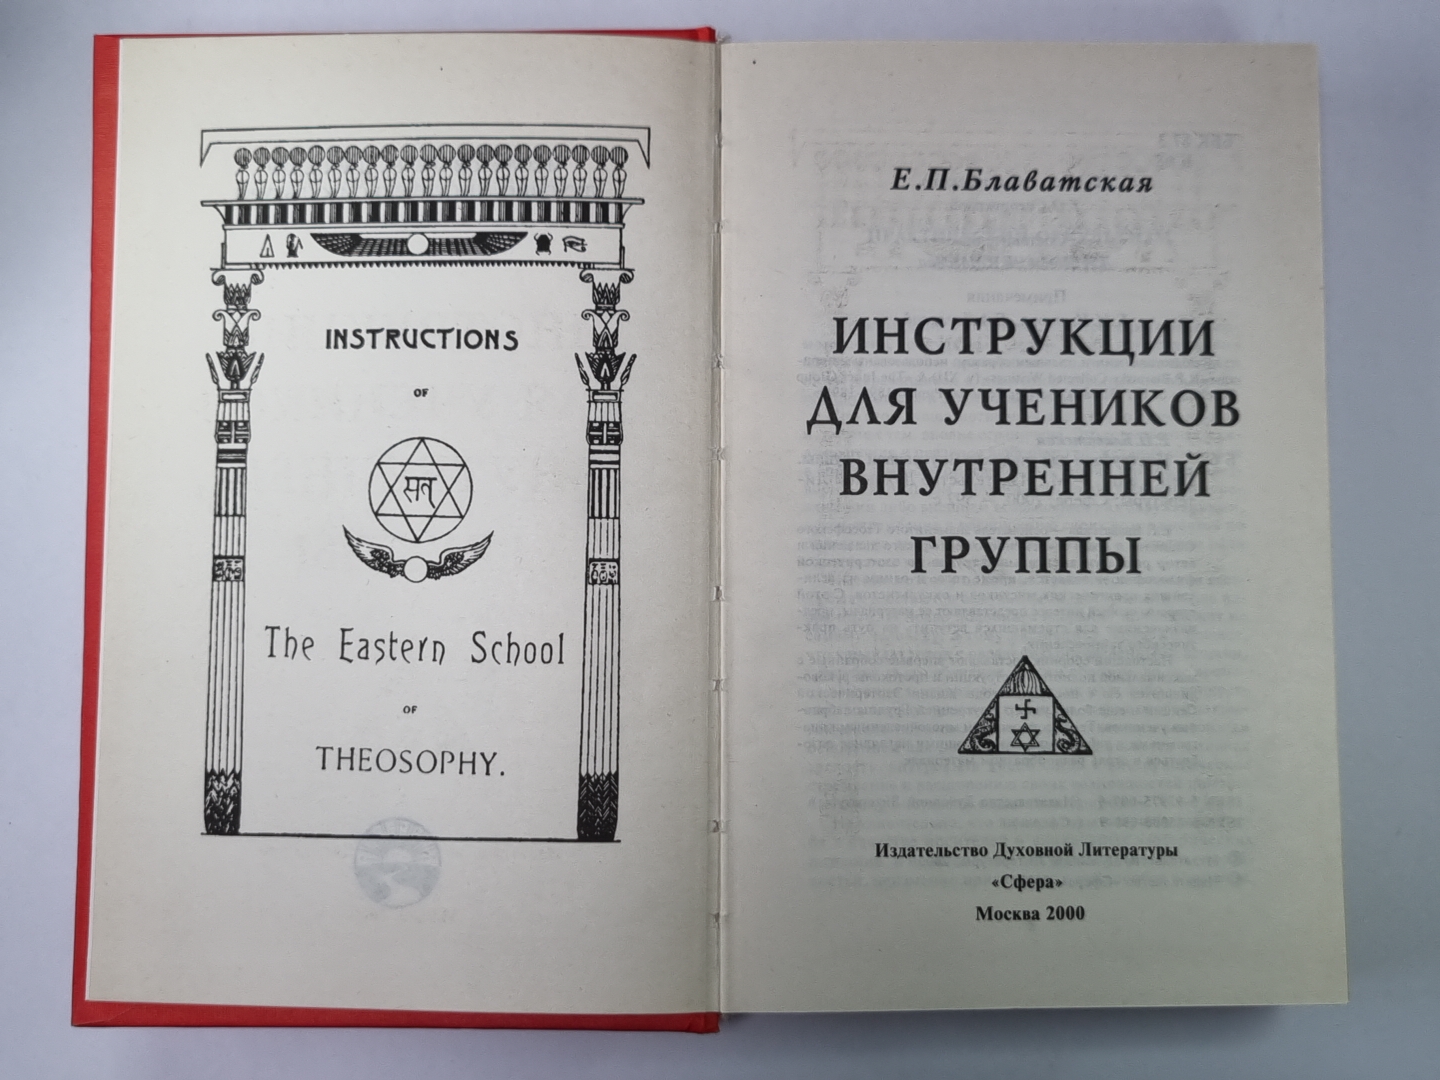 INSTRUCTIONS
OF
सत्
The Eastern School
OF
THEOSOPHY.
Е.П.Блаватская
ИНСТРУКЦИИ
ДЛЯ УЧЕНИКОВ
ВНУТРЕННЕЙ
ГРУППЫ
Издательство Духовной Литературы
«Сфера»
Москва 2000